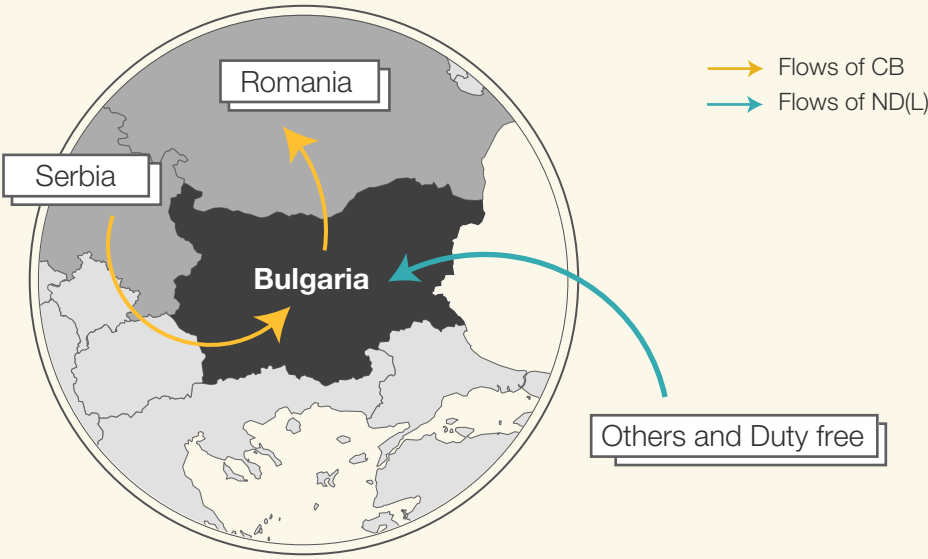 Romania
Flows of CB
Flows of ND(L)
Serbia
Bulgaria
Others and Duty free